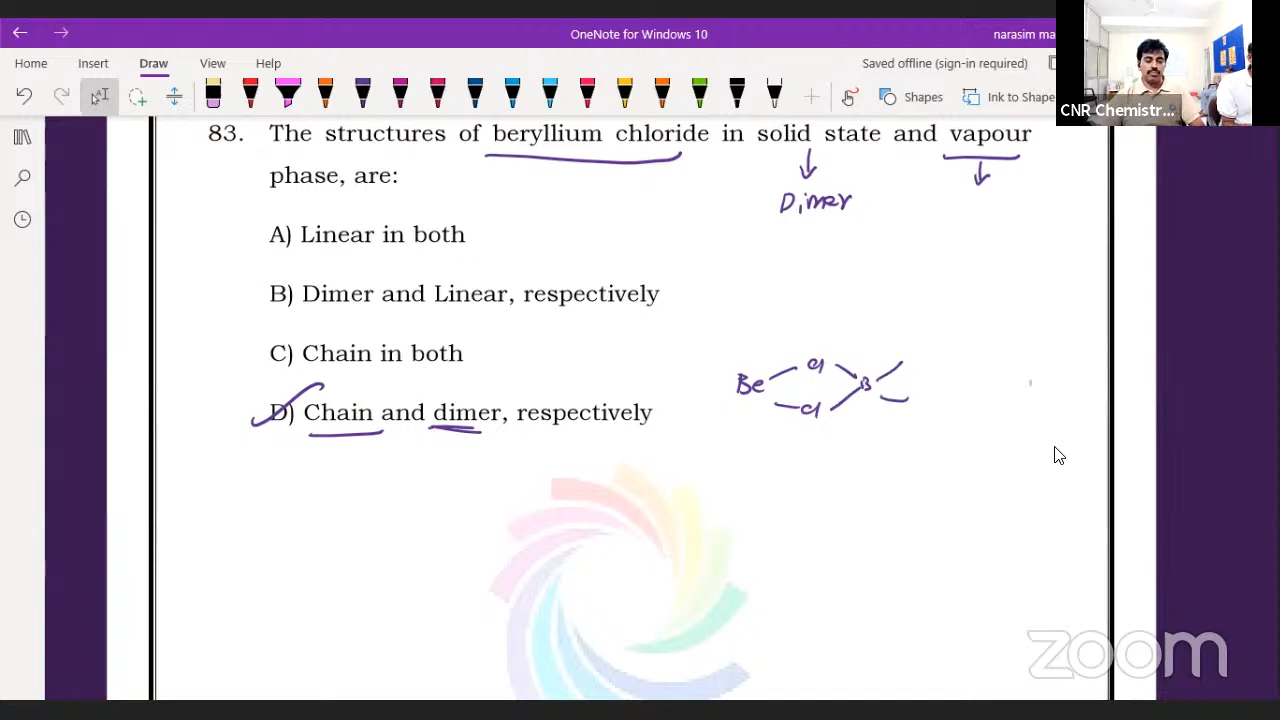 OneNote for Windows 10
narasim ma
Home Insert Draw View Help
Saved offline (sign-in required)
Shapes
Ink to Shape
CNR Chemistr...
83. The structures of beryllium chloride in solid state and vapour
phase, are:
Dimer
A) Linear in both
B) Dimer and Linear, respectively
C) Chain in both
Cl
Be B
Cl
D) Chain and dimer, respectively
zoom